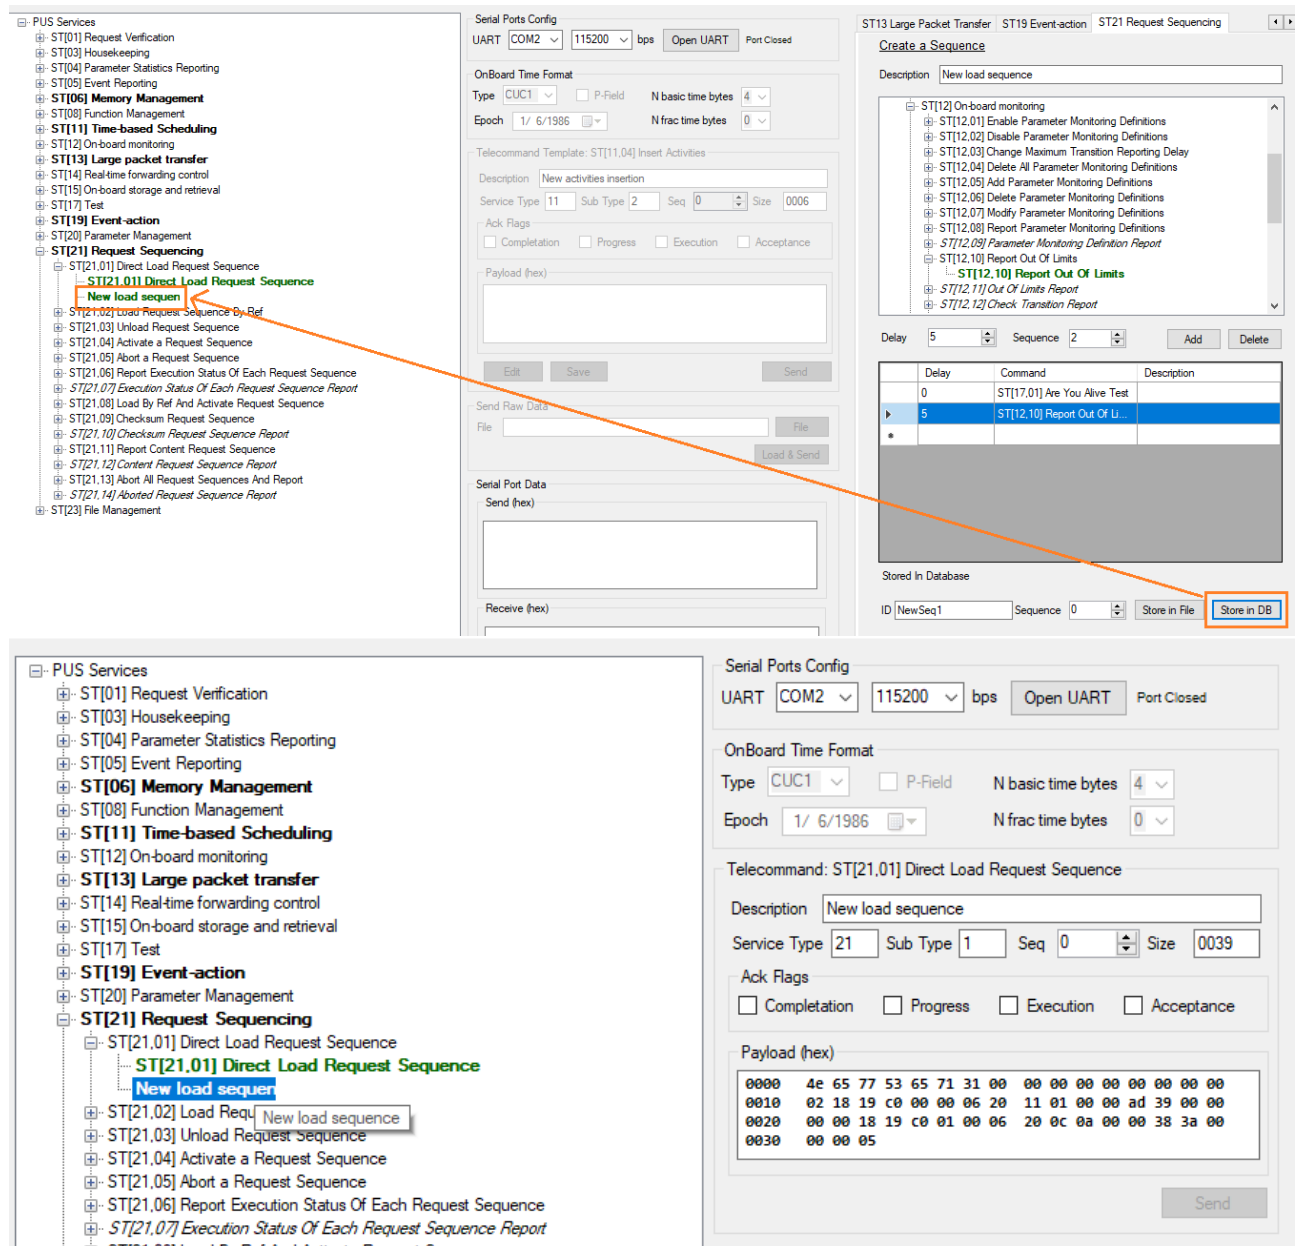 PUS Services
ST[01] Request Verification
ST[03] Housekeeping
ST[04] Parameter Statistics Reporting
ST[05] Event Reporting
ST[06] Memory Management
ST[08] Function Management
ST[11] Time-based Scheduling
ST[12] On-board monitoring
ST[13] Large packet transfer
ST[14] Real-time forwarding control
ST[15] On-board storage and retrieval
ST[17] Test
ST[19] Event-action
ST[20] Parameter Management
ST[21] Request Sequencing
ST[21,01] Direct Load Request Sequence
ST[21,01] Direct Load Request Sequence
New load sequen
ST[21,02] Load Request Sequence By Ref
ST[21,03] Unload Request Sequence
ST[21,04] Activate a Request Sequence
ST[21,05] Abort a Request Sequence
ST[21,06] Report Execution Status Of Each Request Sequence
ST[21,07] Execution Status Of Each Request Sequence Report
ST[21,08] Load By Ref And Activate Request Sequence
ST[21,09] Checksum Request Sequence
ST[21,10] Checksum Request Sequence Report
ST[21,11] Report Content Request Sequence
ST[21,12] Content Request Sequence Report
ST[21,13] Abort All Request Sequences And Report
ST[21,14] Aborted Request Sequence Report
ST[23] File Management
Serial Ports Config
UART COM2 115200 bps Open UART Port Closed
OnBoard Time Format
Type CUC1 P-Field N basic time bytes 4
Epoch 1/ 6/1986 N frac time bytes 0
Telecommand Template: ST[11,04] Insert Activities
Description New activities insertion
Service Type 11 Sub Type 2 Seq 0 Size 0006
Ack Flags
Completation Progress Execution Acceptance
Payload (hex)
Edit Save Send
Send Raw Data
File File
Load & Send
Serial Port Data
Send (hex)
Receive (hex)
ST13 Large Packet Transfer ST19 Event-action ST21 Request Sequencing
Create a Sequence
Description New load sequence
ST[12] On-board monitoring
ST[12,01] Enable Parameter Monitoring Definitions
ST[12,02] Disable Parameter Monitoring Definitions
ST[12,03] Change Maximum Transition Reporting Delay
ST[12,04] Delete All Parameter Monitoring Definitions
ST[12,05] Add Parameter Monitoring Definitions
ST[12,06] Delete Parameter Monitoring Definitions
ST[12,07] Modify Parameter Monitoring Definitions
ST[12,08] Report Parameter Monitoring Definitions
ST[12,09] Parameter Monitoring Definition Report
ST[12,10] Report Out Of Limits
ST[12,10] Report Out Of Limits
ST[12,11] Out Of Limits Report
ST[12,12] Check Transition Report
Delay 5 Sequence 2 Add Delete
Delay Command Description
0 ST[17,01] Are You Alive Test
5 ST[12,10] Report Out Of Li...
Stored In Database
ID NewSeq1 Sequence 0 Store in File Store in DB
PUS Services
ST[01] Request Verification
ST[03] Housekeeping
ST[04] Parameter Statistics Reporting
ST[05] Event Reporting
ST[06] Memory Management
ST[08] Function Management
ST[11] Time-based Scheduling
ST[12] On-board monitoring
ST[13] Large packet transfer
ST[14] Real-time forwarding control
ST[15] On-board storage and retrieval
ST[17] Test
ST[19] Event-action
ST[20] Parameter Management
ST[21] Request Sequencing
ST[21,01] Direct Load Request Sequence
ST[21,01] Direct Load Request Sequence
New load sequen
ST[21,02] Load Requ
New load sequence
ST[21,03] Unload Request Sequence
ST[21,04] Activate a Request Sequence
ST[21,05] Abort a Request Sequence
ST[21,06] Report Execution Status Of Each Request Sequence
ST[21,07] Execution Status Of Each Request Sequence Report
Serial Ports Config
UART COM2 115200 bps Open UART Port Closed
OnBoard Time Format
Type CUC1 P-Field N basic time bytes 4
Epoch 1/ 6/1986 N frac time bytes 0
Telecommand: ST[21,01] Direct Load Request Sequence
Description New load sequence
Service Type 21 Sub Type 1 Seq 0 Size 0039
Ack Flags
Completation Progress Execution Acceptance
Payload (hex)
0000 4e 65 77 53 65 71 31 00 00 00 00 00 00 00 00 00
0010 02 18 19 c0 00 00 06 20 11 01 00 00 ad 39 00 00
0020 00 00 18 19 c0 01 00 06 20 0c 0a 00 00 38 3a 00
0030 00 00 05
Send